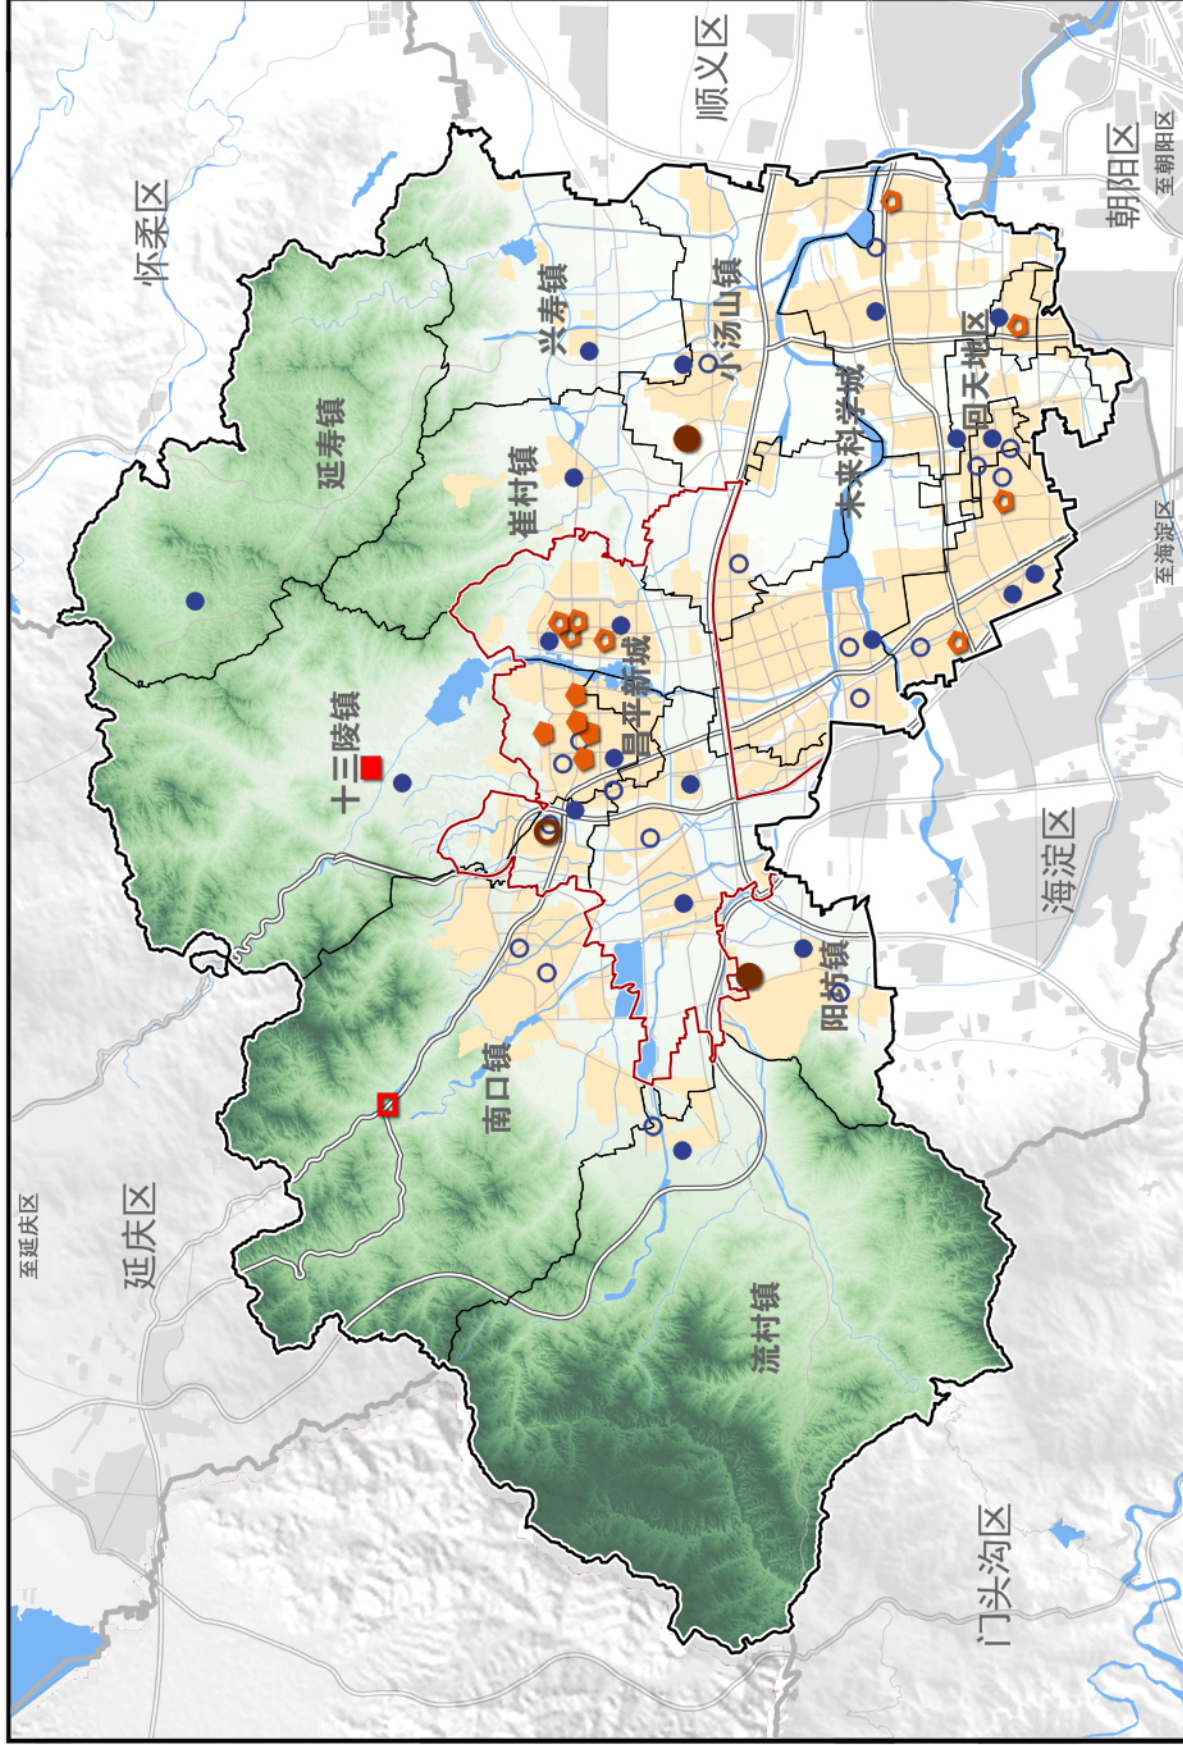 至延庆区
延庆区
怀柔区
十三陵镇
延寿镇
南口镇
崔村镇
兴寿镇
昌平新城
顺义区
小汤山镇
流村镇
阳坊镇
未来科学城
回天地区
门头沟区
海淀区
朝阳区
至海淀区
至朝阳区